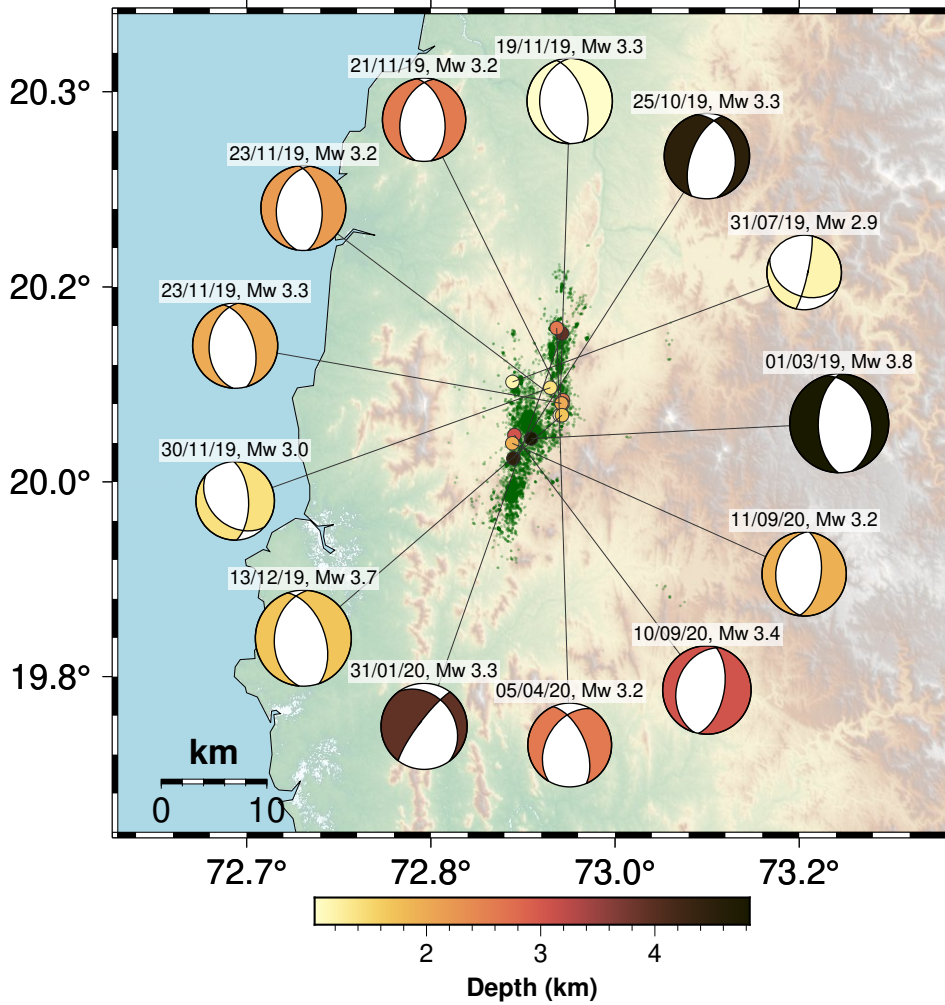 19/11/19, Mw 3.3
21/11/19, Mw 3.2
25/10/19, Mw 3.3
23/11/19, Mw 3.2
31/07/19, Mw 2.9
23/11/19, Mw 3.3
01/03/19, Mw 3.8
30/11/19, Mw 3.0
11/09/20, Mw 3.2
13/12/19, Mw 3.7
10/09/20, Mw 3.4
31/01/20, Mw 3.3
05/04/20, Mw 3.2
20.3°
20.2°
20.0°
19.8°
km
0 10
72.7° 72.8° 73.0° 73.2°
2 3 4
Depth (km)